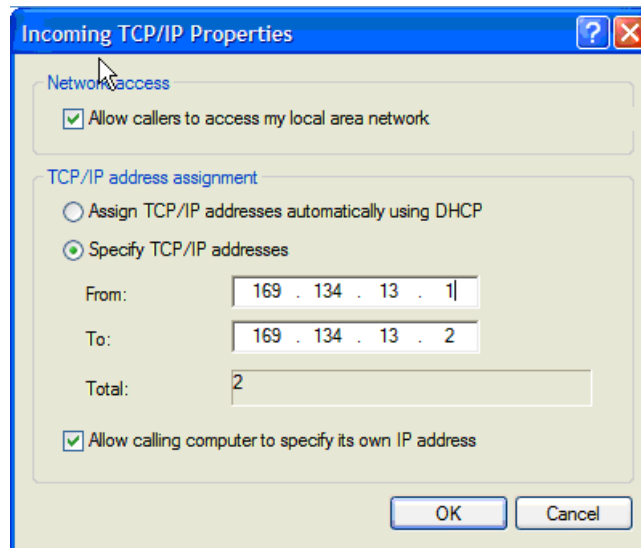 Incoming TCP/IP Properties
Network access
Allow callers to access my local area network
TCP/IP address assignment
Assign TCP/IP addresses automatically using DHCP
Specify TCP/IP addresses
From: 169 . 134 . 13 . 1
To: 169 . 134 . 13 . 2
Total: 2
Allow calling computer to specify its own IP address
OK Cancel